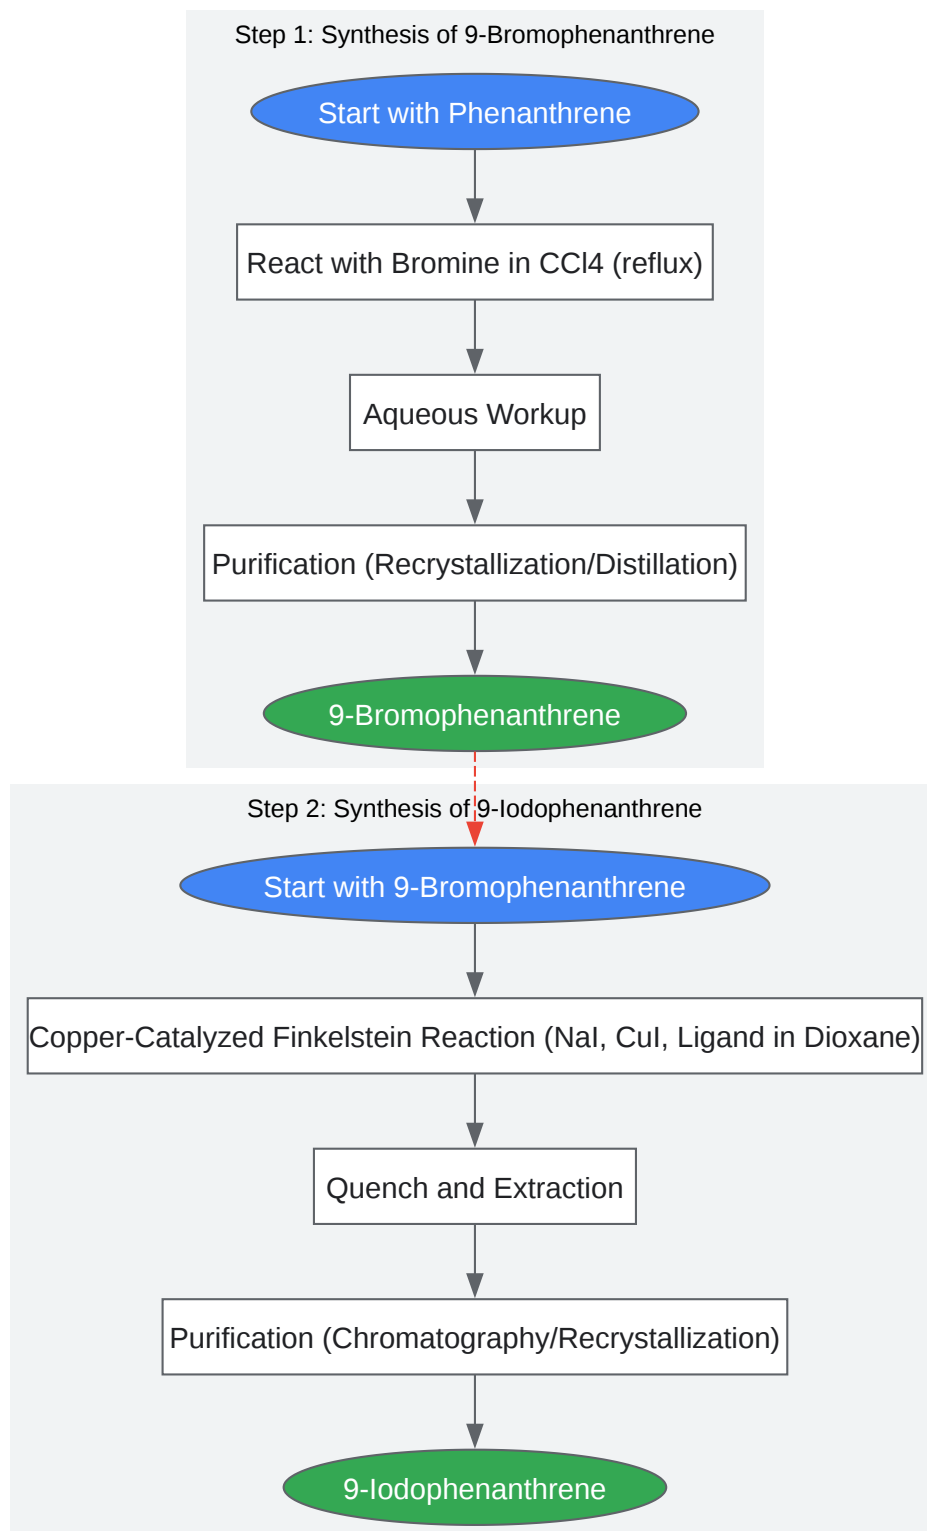 Step 1: Synthesis of 9-Bromophenanthrene
Start with Phenanthrene
React with Bromine in CCl4 (reflux)
Aqueous Workup
Purification (Recrystallization/Distillation)
9-Bromophenanthrene
Step 2: Synthesis of 9-Iodophenanthrene
Start with 9-Bromophenanthrene
Copper-Catalyzed Finkelstein Reaction (NaI, CuI, Ligand in Dioxane)
Quench and Extraction
Purification (Chromatography/Recrystallization)
9-Iodophenanthrene